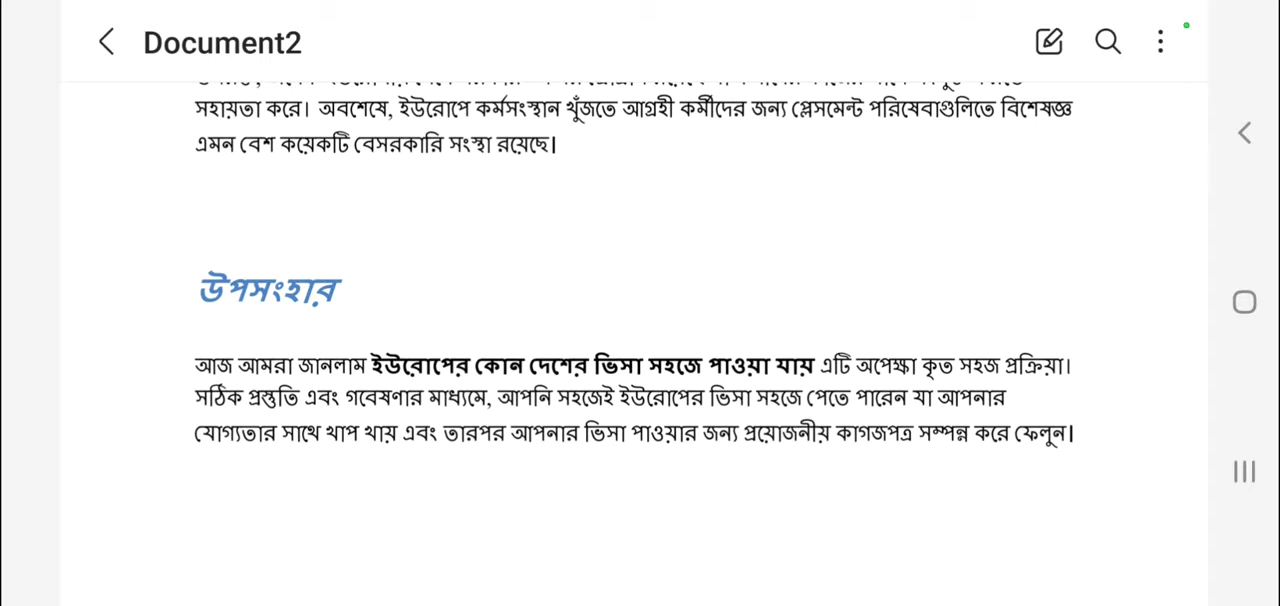 Document2
সহায়তা করে। অবশেষে, ইউরোপে কর্মসংস্থান খুঁজতে আগ্রহী কর্মীদের জন্য প্লেসমেন্ট পরিষেবাগুলিতে বিশেষজ্ঞ
এমন বেশ কয়েকটি বেসরকারি সংস্থা রয়েছে।
উপসংহার
আজ আমরা জানলাম ইউরোপের কোন দেশের ভিসা সহজে পাওয়া যায় এটি অপেক্ষা কৃত সহজ প্রক্রিয়া।
সঠিক প্রস্তুতি এবং গবেষণার মাধ্যমে, আপনি সহজেই ইউরোপের ভিসা সহজে পেতে পারেন যা আপনার
যোগ্যতার সাথে খাপ খায় এবং তারপর আপনার ভিসা পাওয়ার জন্য প্রয়োজনীয় কাগজপত্র সম্পন্ন করে ফেলুন।